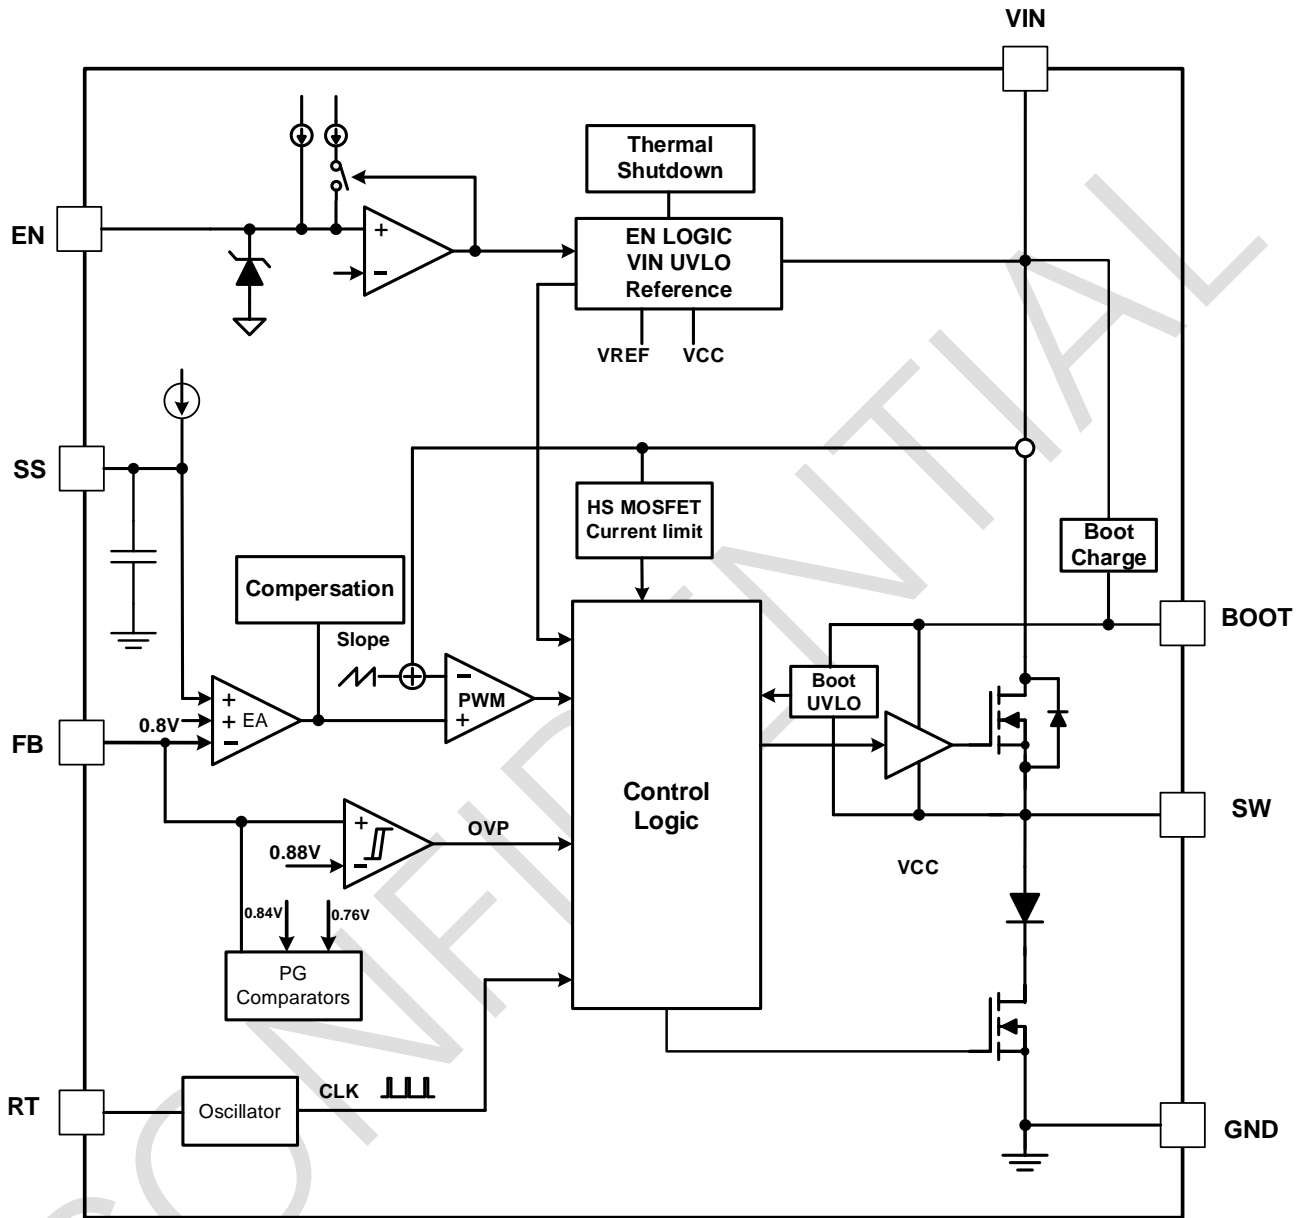 VIN
Thermal
Shutdown
EN
+
−
EN LOGIC
VIN UVLO
Reference
VREF
VCC
SS
HS MOSFET
Current limit
Boot
Charge
Compersation
BOOT
Slope
+
+
EA
−
0.8V
−
PWM
+
Boot
UVLO
FB
Control
Logic
SW
+
−
OVP
0.88V
VCC
0.84V
0.76V
PG
Comparators
RT
Oscillator
CLK
GND
CONFIDENTIAL